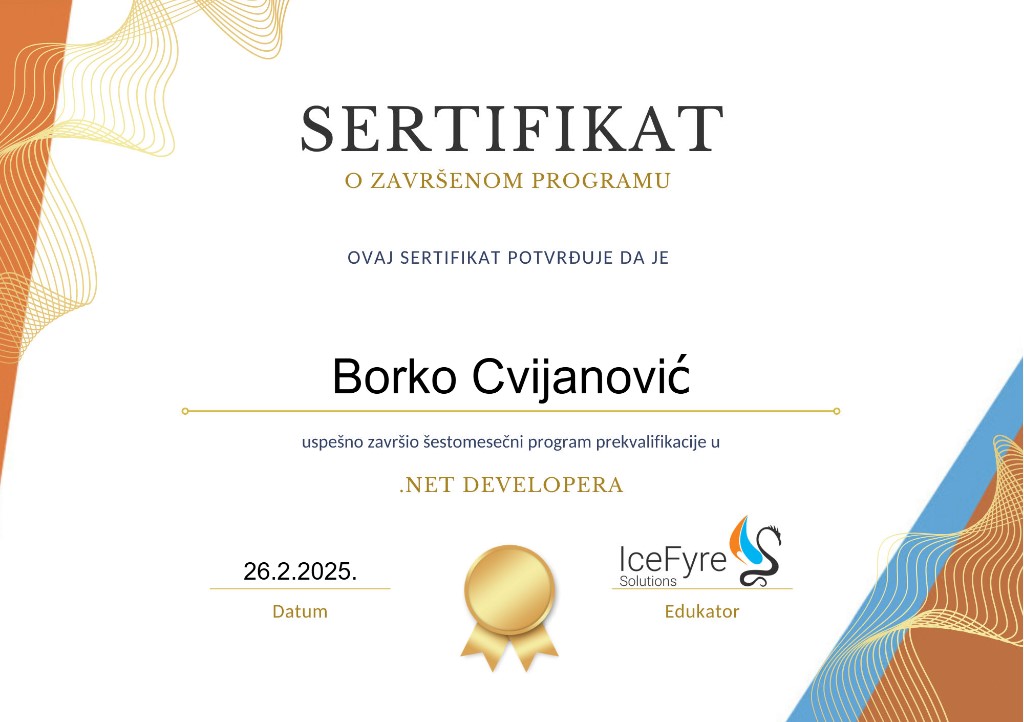 SERTIFIKAT
O ZAVRŠENOM PROGRAMU
OVAJ SERTIFIKAT POTVRĐUJE DA JE
Borko Cvijanović
uspešno završio šestomesečni program prekvalifikacije u
.NET DEVELOPERA
26.2.2025.
Datum
IceFyre
Solutions
Edukator